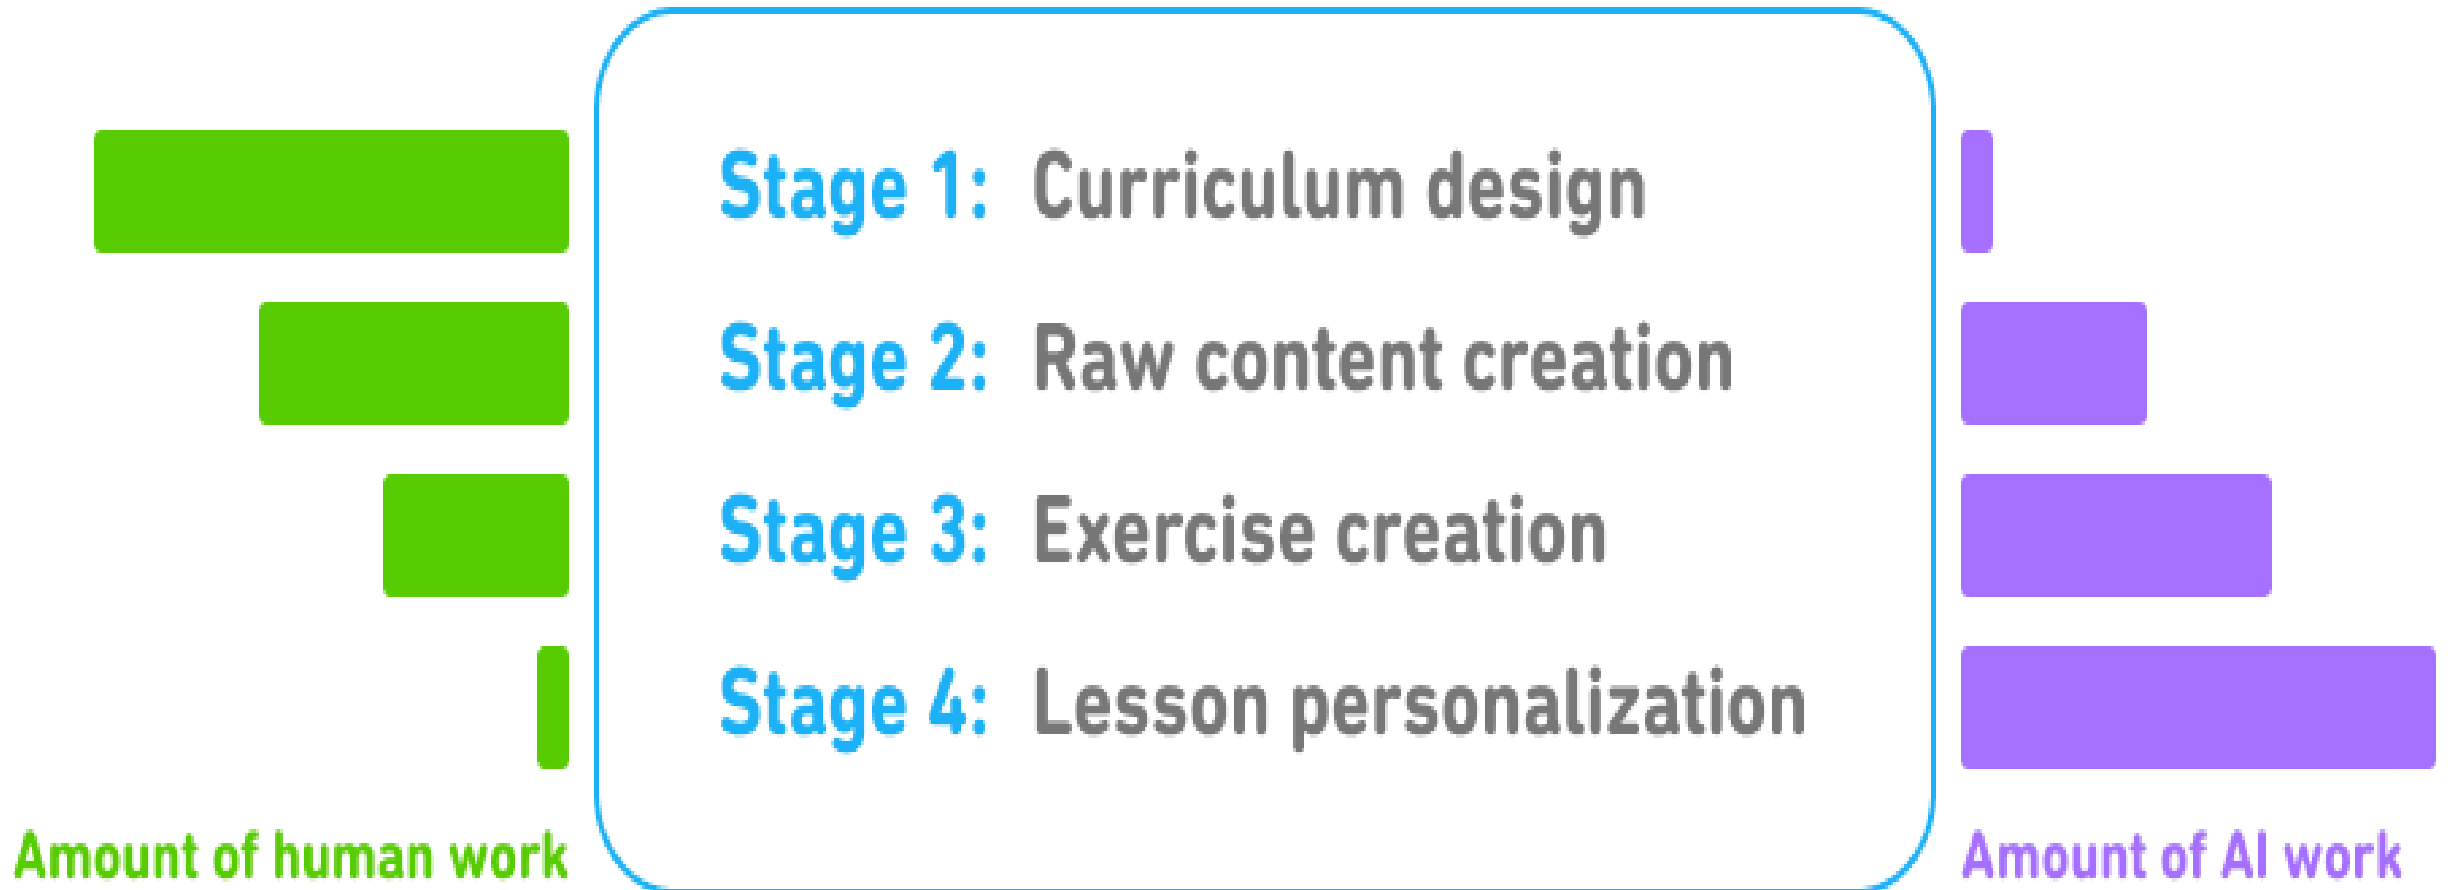 Stage 1: Curriculum design
Stage 2: Raw content creation
Stage 3: Exercise creation
Stage 4: Lesson personalization
Amount of human work
Amount of AI work